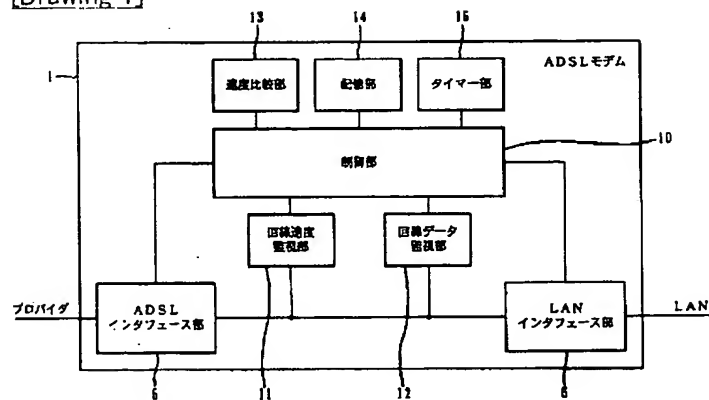 [Drawing 1]
13
14
15
1
ADSLモデム
速度比較部
記憶部
タイマー部
10
制御部
回線速度
監視部
回線データ
監視部
プロバイダ
ADSL
インタフェース部
LAN
インタフェース部
LAN
11
12
6